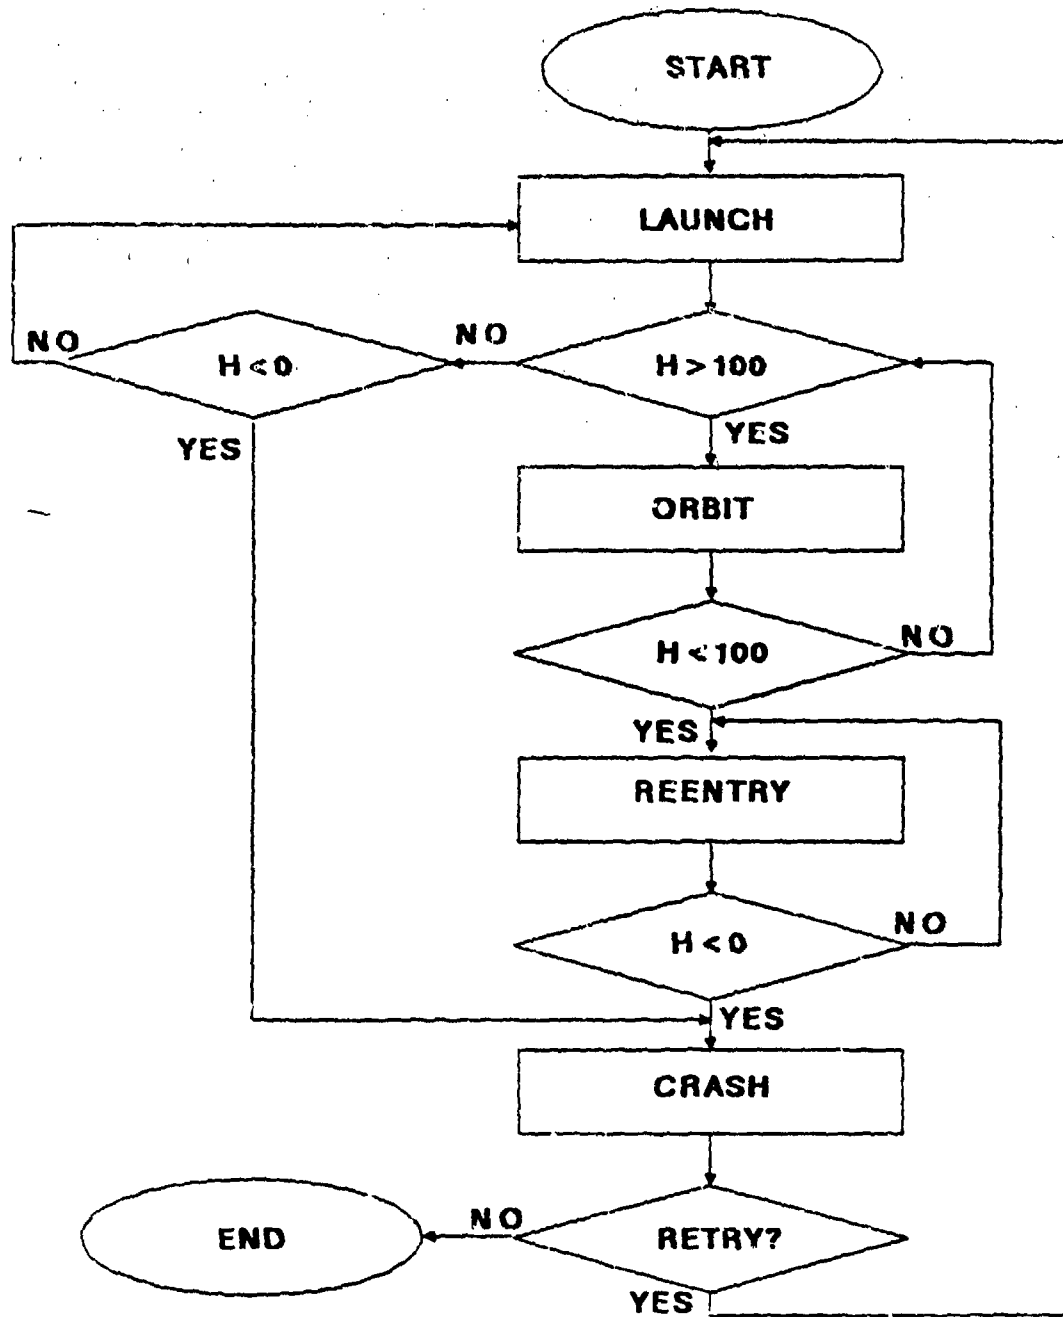 START
LAUNCH
NO
H < 0
NO
H > 100
YES
YES
ORBIT
H < 100
NO
YES
REENTRY
H < 0
NO
YES
CRASH
END
NO
RETRY?
YES